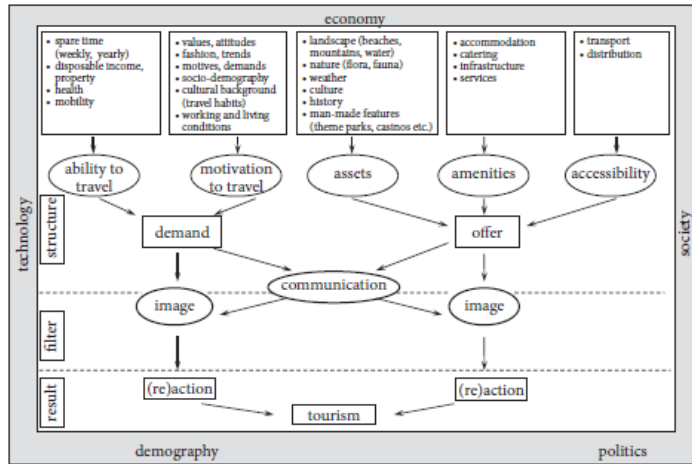 economy
• spare time
(weekly, yearly)
• disposable income,
property
• health
• mobility
• values, attitudes
• fashion, trends
• motives, demands
• socio-demography
• cultural background
(travel habits)
• working and living
conditions
• landscape (beaches,
mountains, water)
• nature (flora, fauna)
• weather
• culture
• history
• man-made features
(theme parks, casinos etc.)
• accommodation
• catering
• infrastructure
• services
• transport
• distribution
ability to
travel
motivation
to travel
assets
amenities
accessibility
technology
society
structure
demand
offer
communication
image
image
filter
(re)action
(re)action
result
tourism
demography
politics